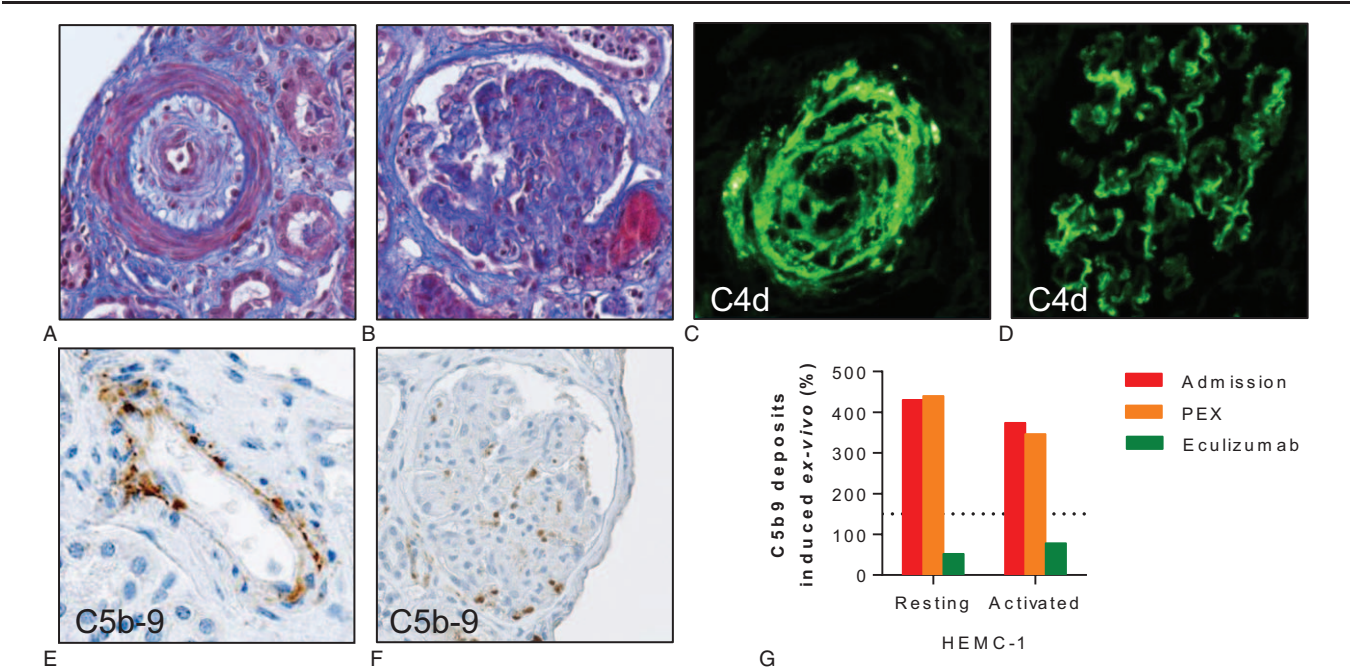 C4d
C4d
A
B
C
D
C5b-9
C5b-9
E
F
C5b9 deposits
induced ex-vivo (%)
500
400
300
200
100
0
Resting
Activated
HEMC-1
Admission
PEX
Eculizumab
G